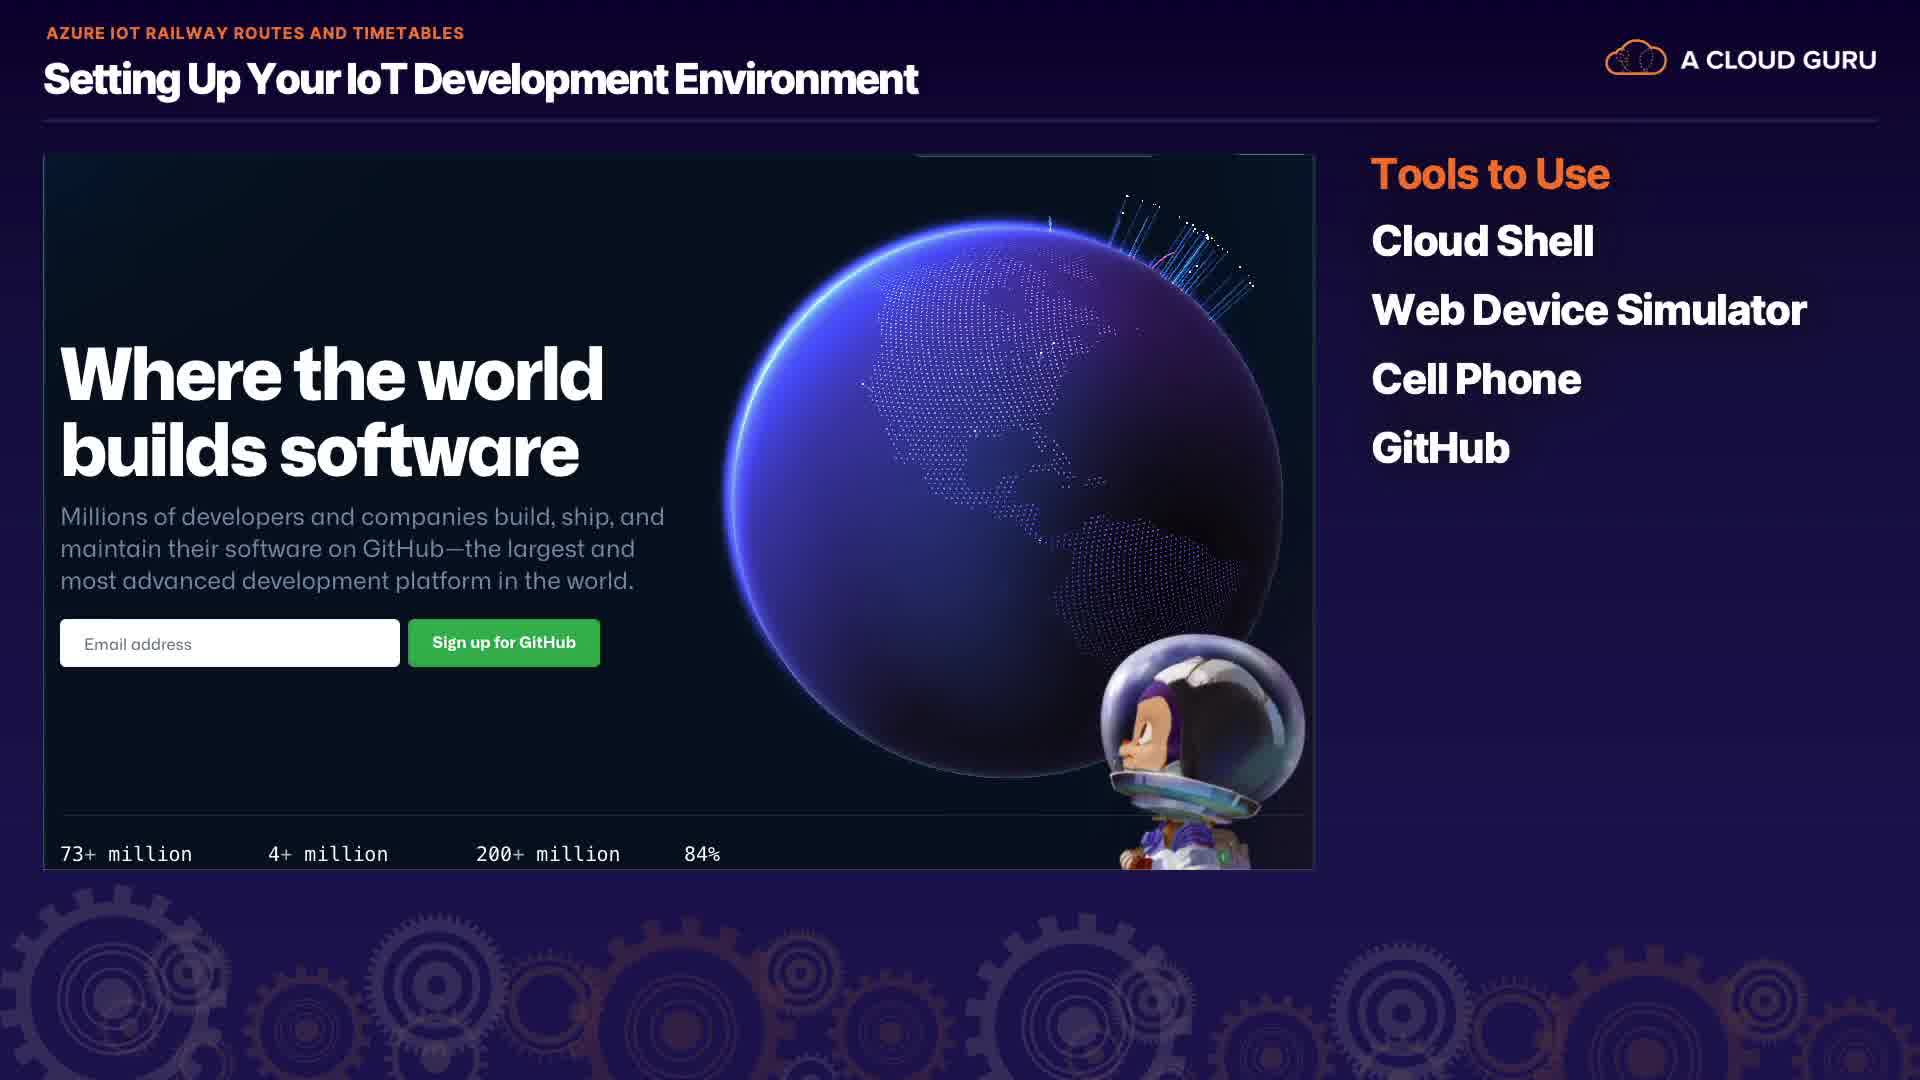 AZURE IOT RAILWAY ROUTES AND TIMETABLES
Setting Up Your IoT Development Environment
A CLOUD GURU
Where the world
builds software
Millions of developers and companies build, ship, and
maintain their software on GitHub—the largest and
most advanced development platform in the world.
Email address
Sign up for GitHub
73+ million
4+ million
200+ million
84%
Tools to Use
Cloud Shell
Web Device Simulator
Cell Phone
GitHub